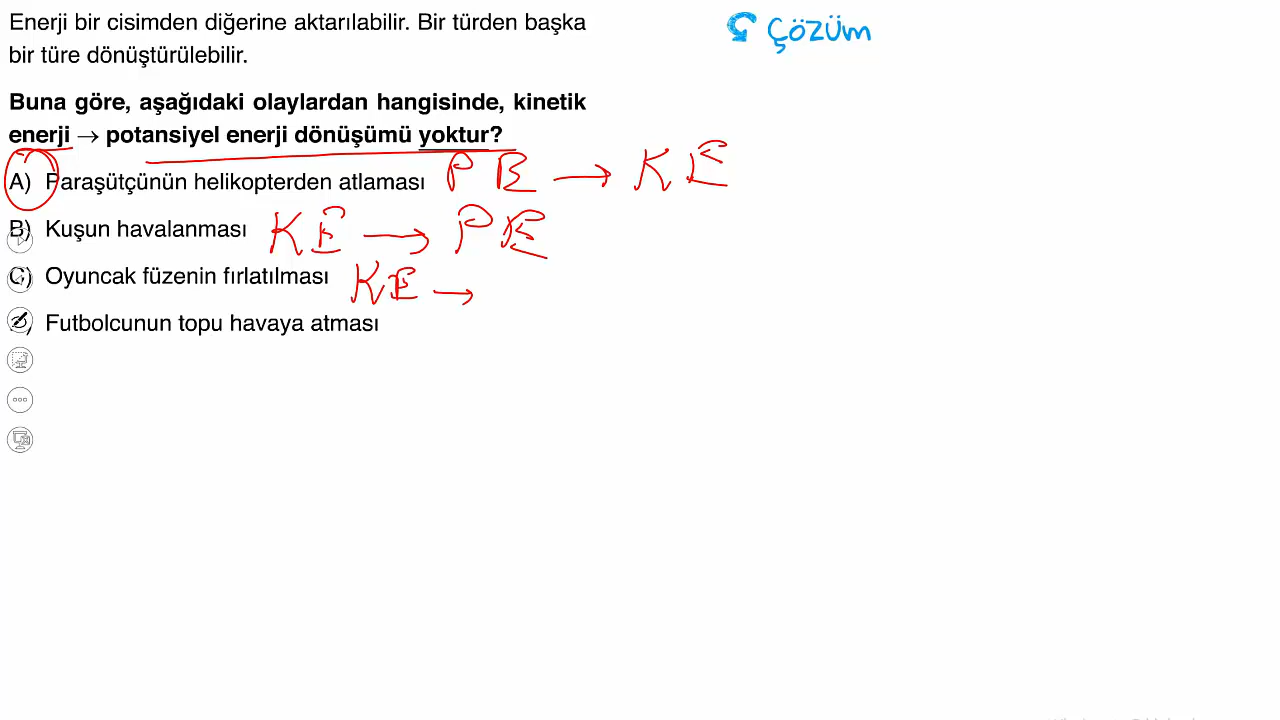 Enerji bir cisimden diğerine aktarılabilir. Bir türden başka
bir türe dönüştürülebilir.
Çözüm
Buna göre, aşağıdaki olaylardan hangisinde, kinetik
enerji → potansiyel enerji dönüşümü yoktur?
A) Paraşütçünün helikopterden atlaması PE → KE
B) Kuşun havalanması KE → PE
C) Oyuncak füzenin fırlatılması KE →
Futbolcunun topu havaya atması